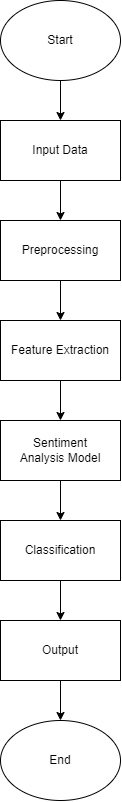 Start
Input Data
Preprocessing
Feature Extraction
Sentiment
Analysis Model
Classification
Output
End